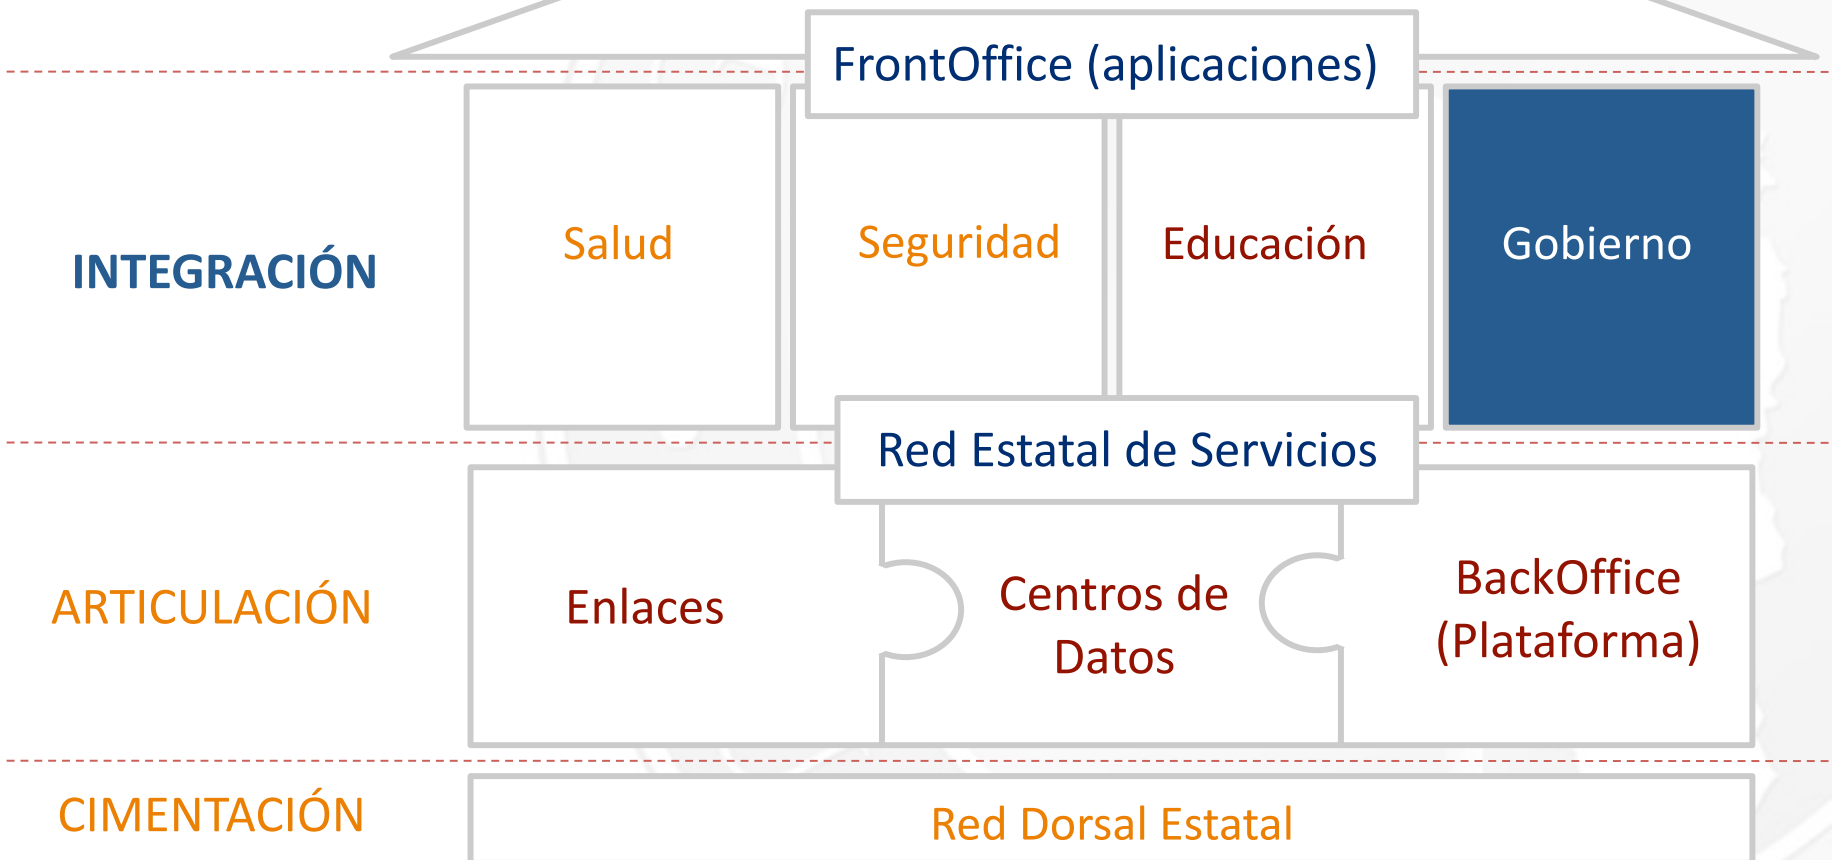 FrontOffice (aplicaciones)
INTEGRACIÓN
Salud
Seguridad
Educación
Gobierno
Red Estatal de Servicios
ARTICULACIÓN
Enlaces
Centros de
Datos
BackOffice
(Plataforma)
CIMENTACIÓN
Red Dorsal Estatal